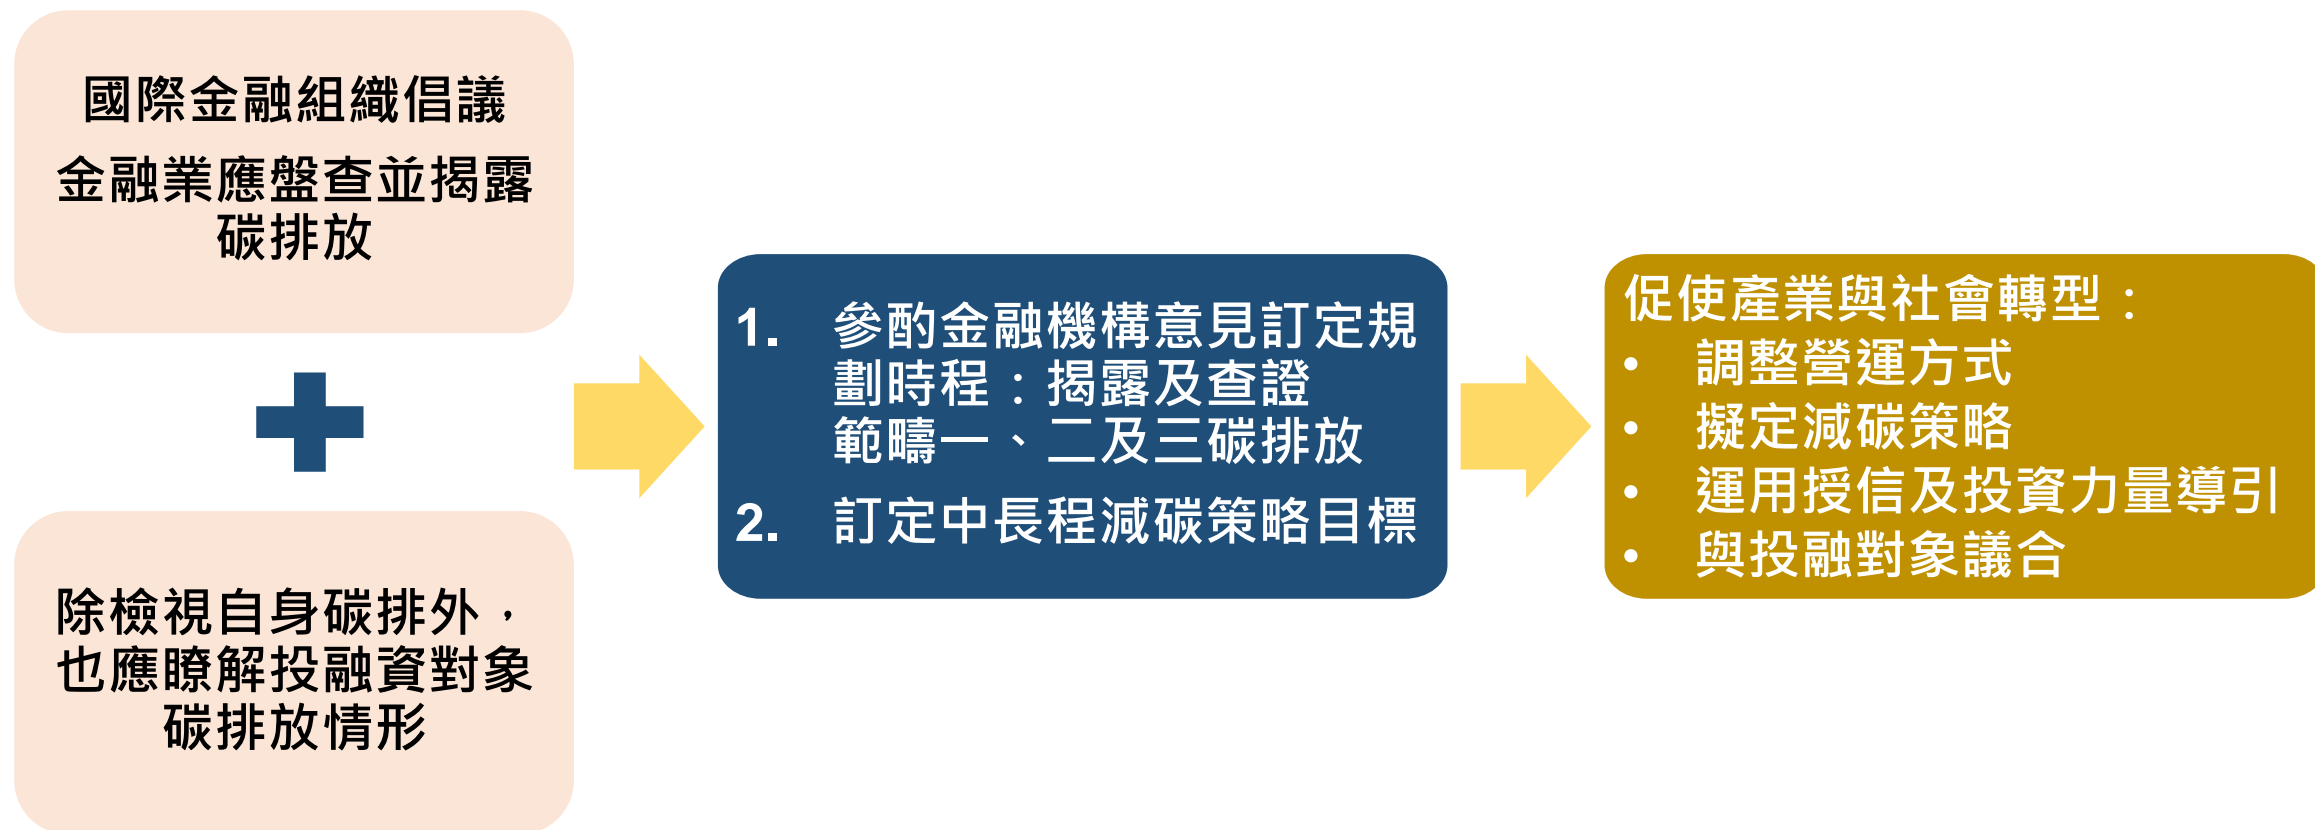 國際金融組織倡議
金融業應盤查並揭露
碳排放
除檢視自身碳排外，
也應瞭解投融資對象
碳排放情形
1. 參酌金融機構意見訂定規
劃時程：揭露及查證
範疇一、二及三碳排放
2. 訂定中長程減碳策略目標
促使產業與社會轉型：
• 調整營運方式
• 擬定減碳策略
• 運用授信及投資力量導引
• 與投融對象議合